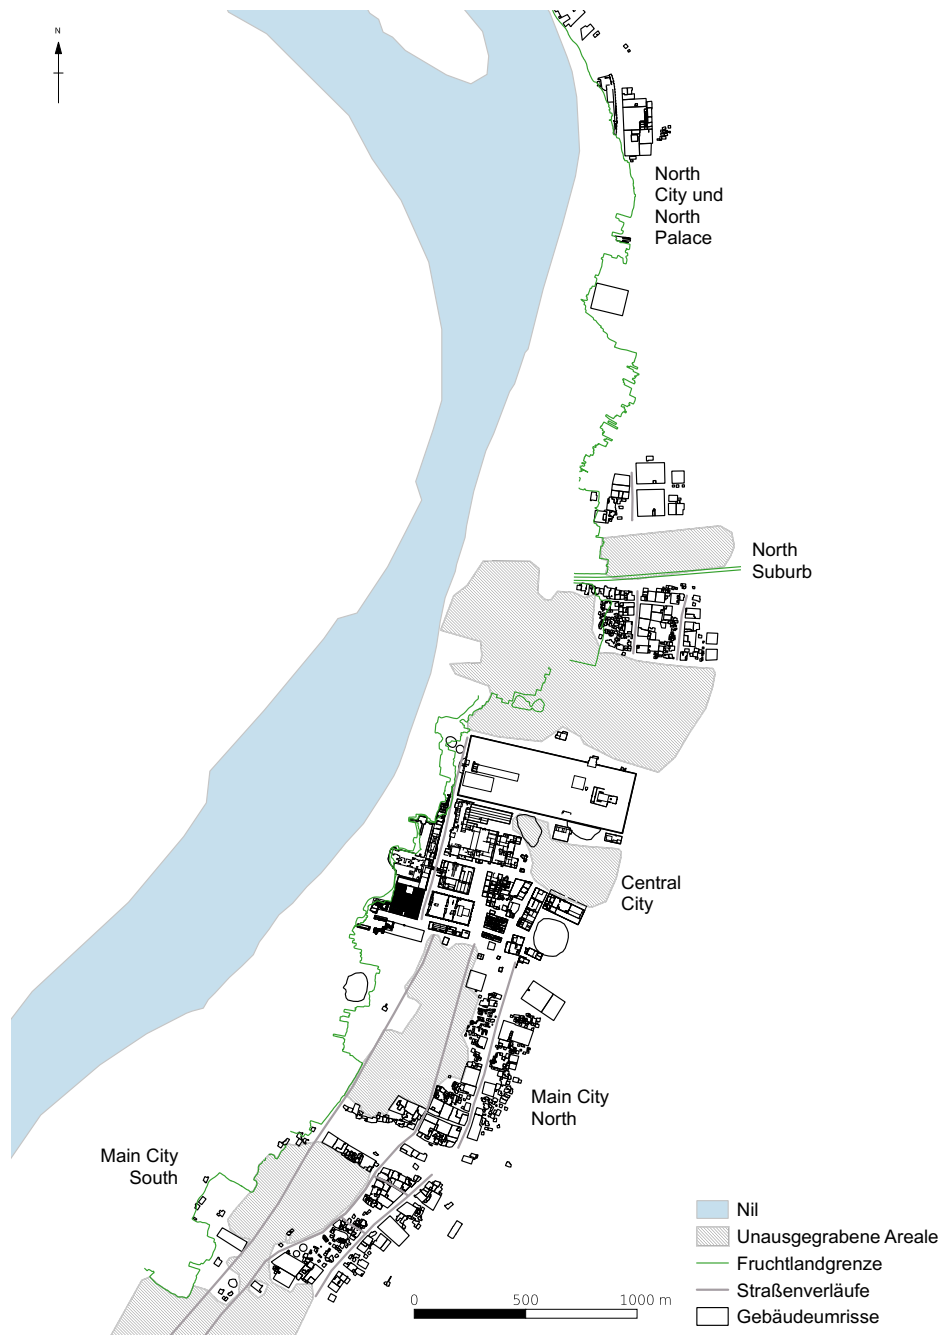 N
North
City und
North
Palace
North
Suburb
Central
City
Main City
North
Main City
South
Nil
Unausgegrabene Areale
Fruchtlandgrenze
Straßenverläufe
Gebäudeumrisse
0 500 1000 m